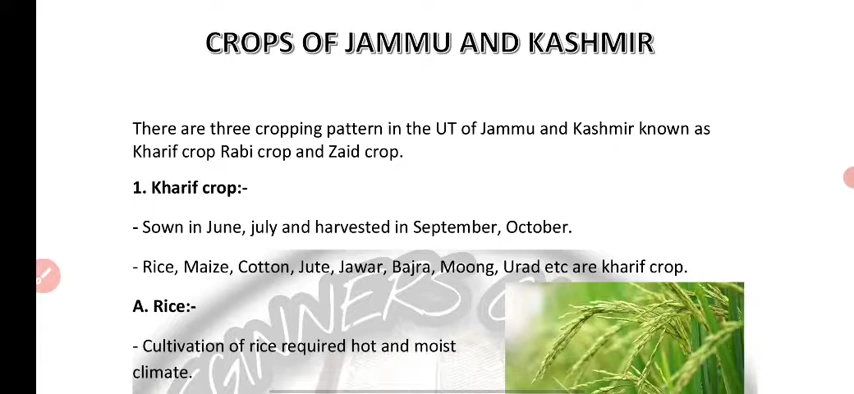 CROPS OF JAMMU AND KASHMIR
There are three cropping pattern in the UT of Jammu and Kashmir known as
Kharif crop Rabi crop and Zaid crop.
1. Kharif crop:-
- Sown in June, july and harvested in September, October.
- Rice, Maize, Cotton, Jute, Jawar, Bajra, Moong, Urad etc are kharif crop.
A. Rice:-
- Cultivation of rice required hot and moist
climate.